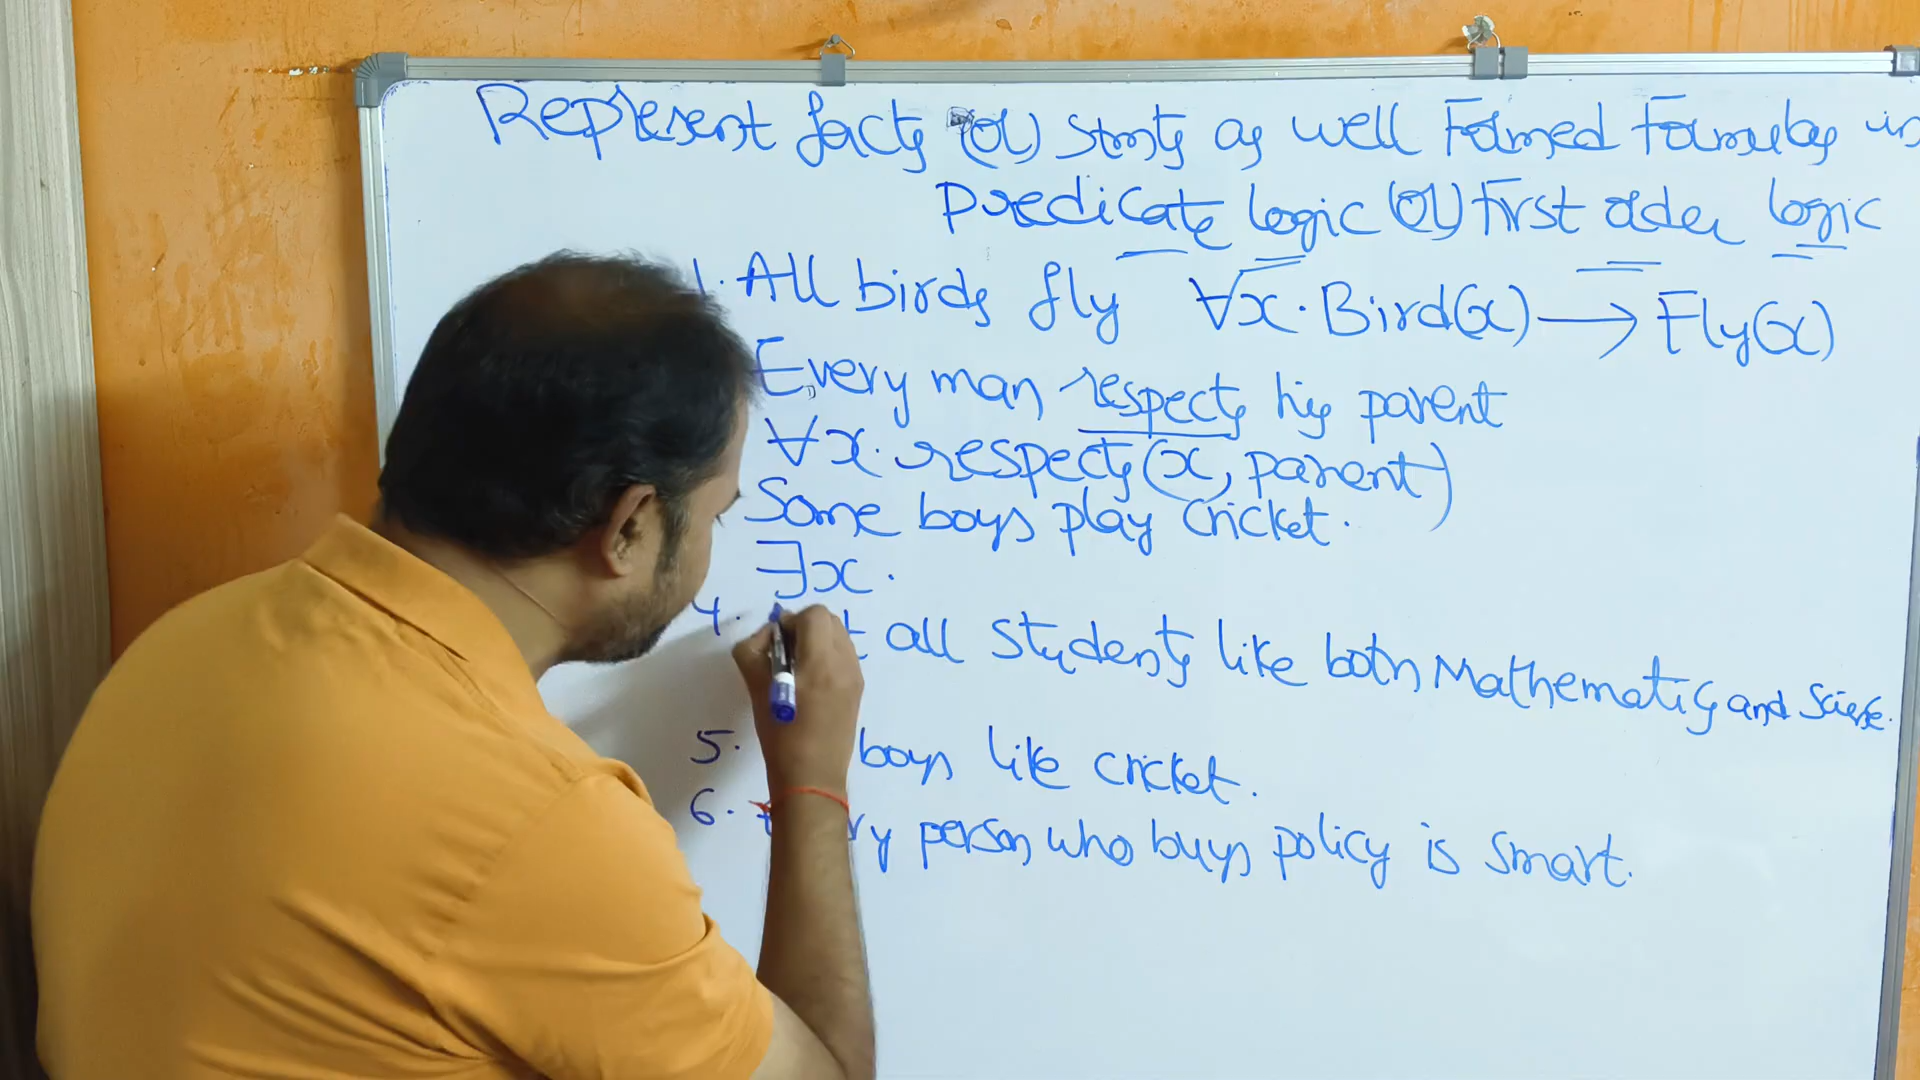 Represent facts (or) Stmts as well Formed Formulas in
Predicate logic (or) First order logic
1. All birds fly ∀x. Bird(x) → Fly(x)
Every man respects his parent
∀x. respects(x, parent)
Some boys play cricket.
∃x.
4. all students like both Mathematics and Science.
5. boys like cricket.
6. person who buys policy is smart.